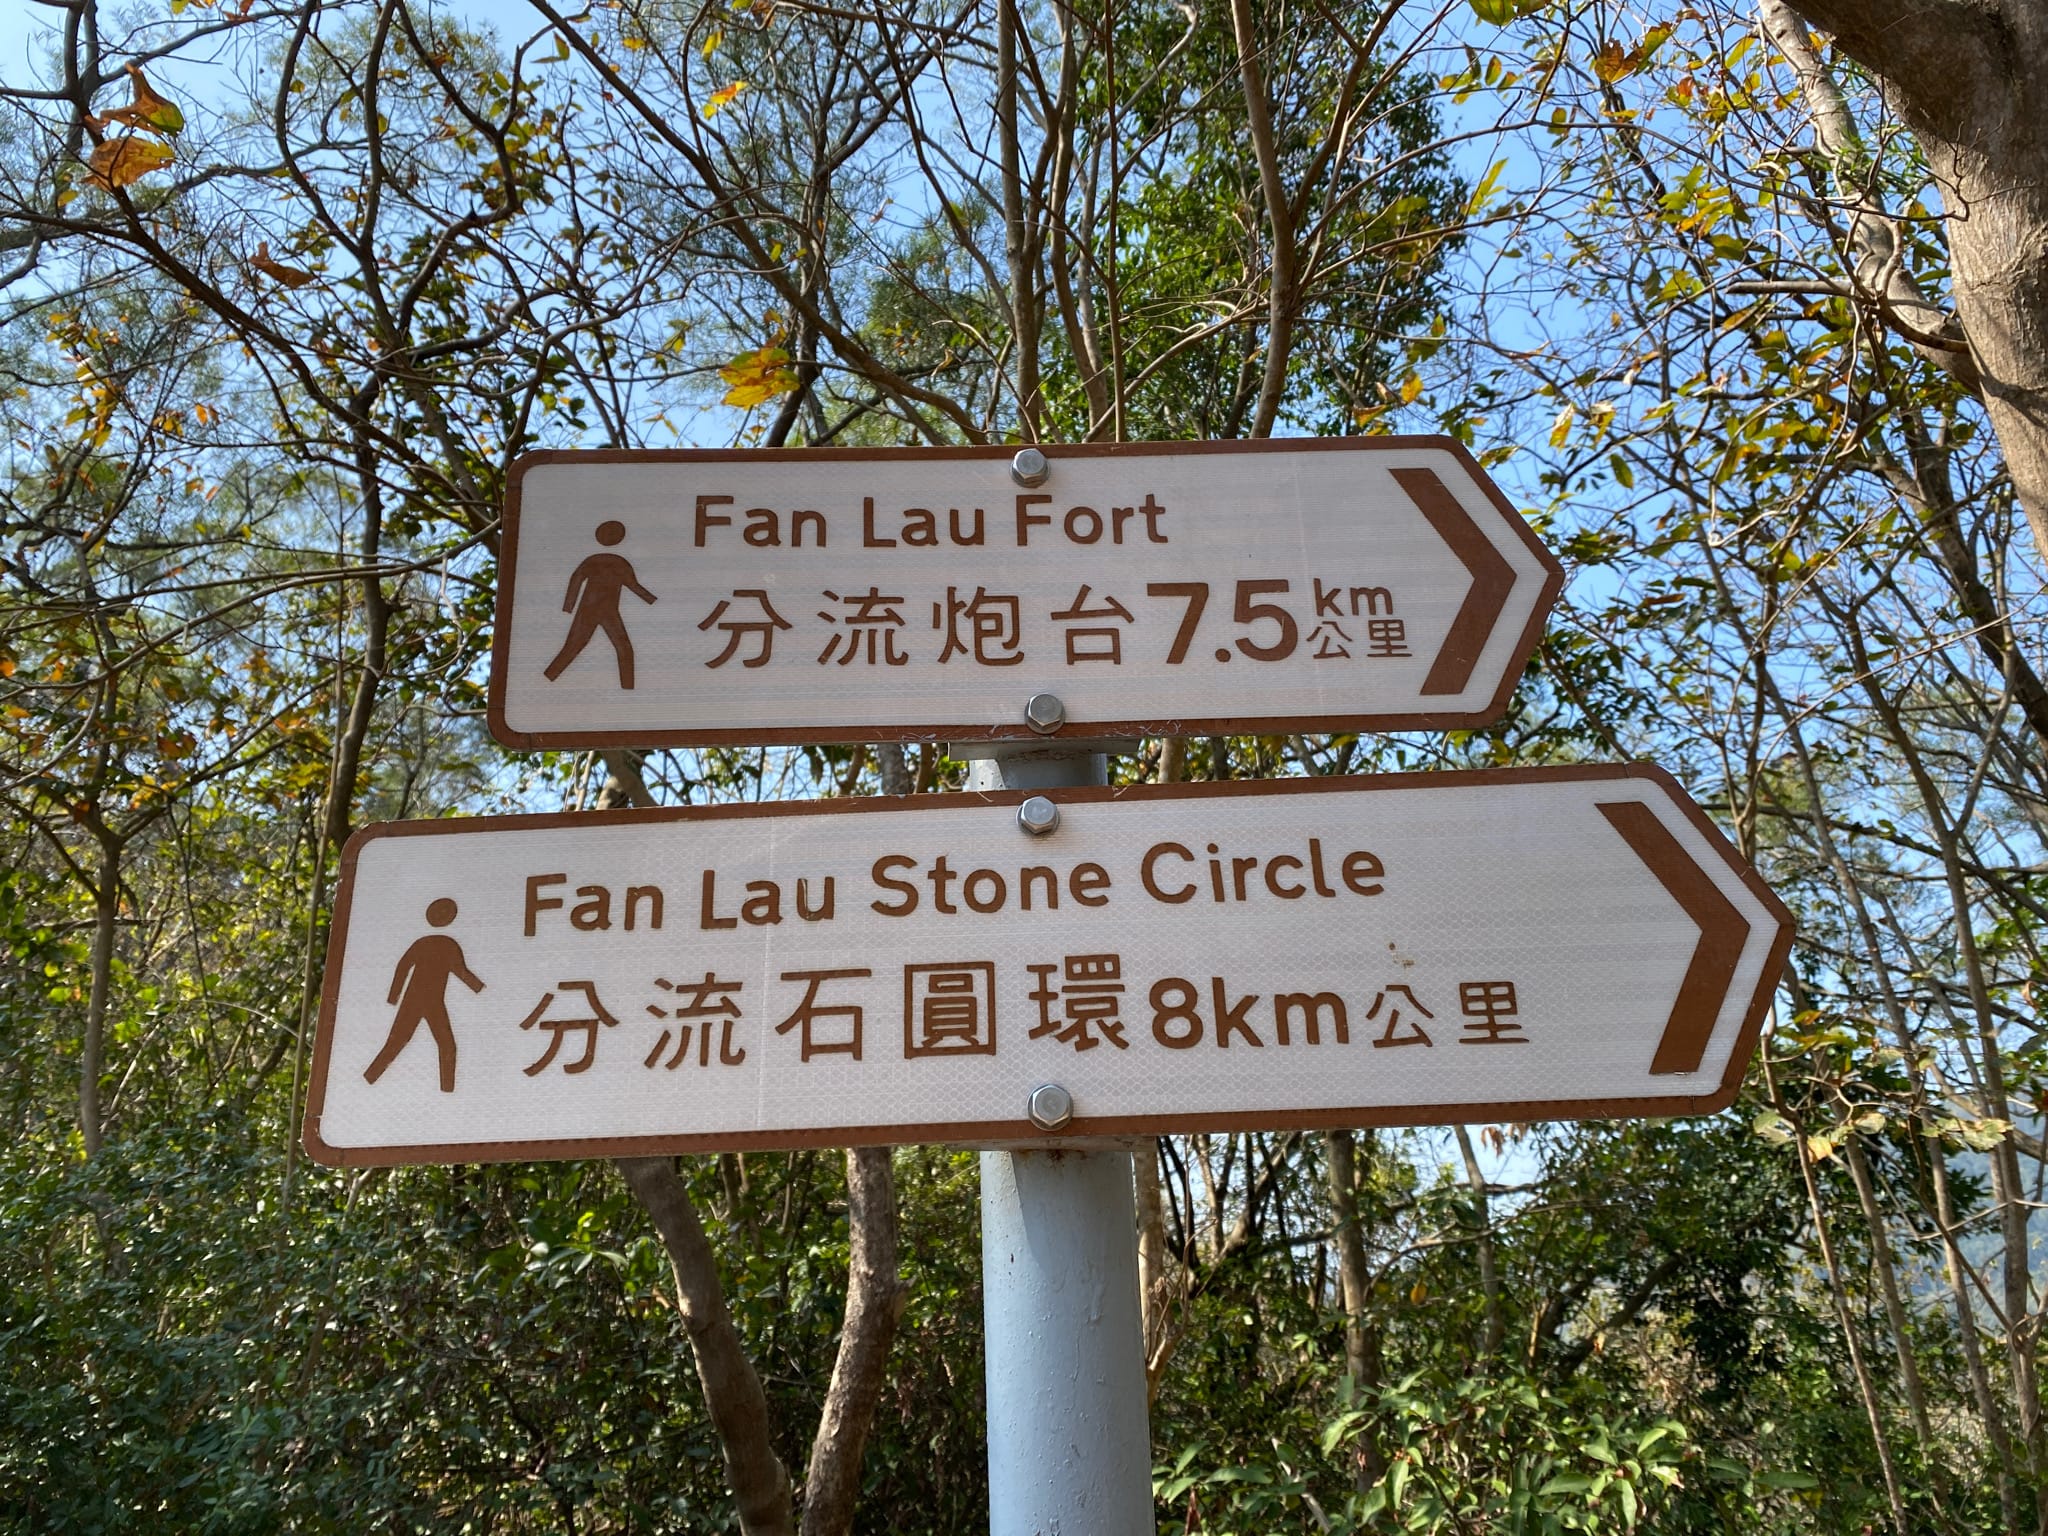 Fan Lau Fort
分流炮台7.5km公里
Fan Lau Stone Circle
分流石圓環8km公里